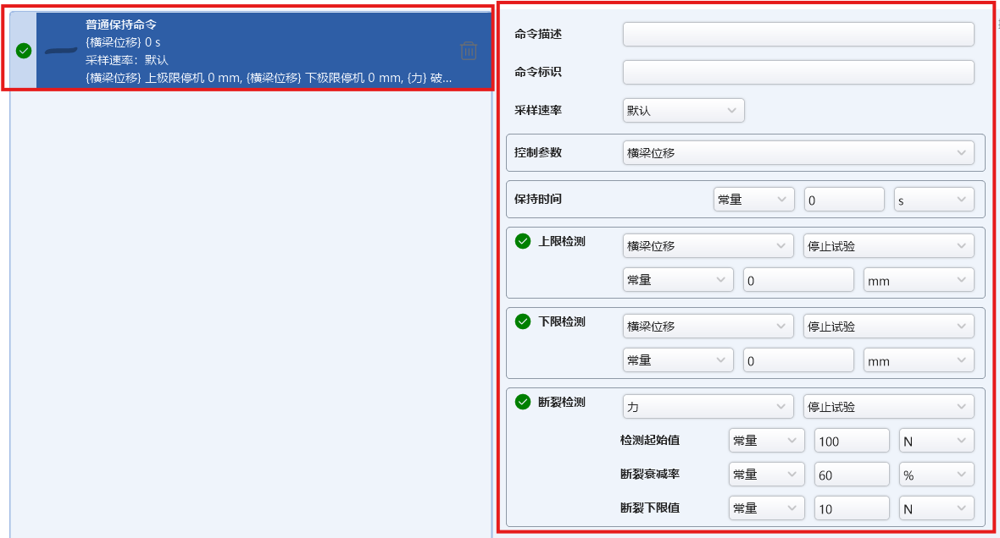 普通保持命令
{横梁位移} 0 s
采样速率：默认
{横梁位移} 上极限停机 0 mm, {横梁位移} 下极限停机 0 mm, {力} 破...
命令描述
命令标识
采样速率 默认
控制参数 横梁位移
保持时间 常量 0 s
上限检测 横梁位移 停止试验
常量 0 mm
下限检测 横梁位移 停止试验
常量 0 mm
断裂检测 力 停止试验
检测起始值 常量 100 N
断裂衰减率 常量 60 %
断裂下限值 常量 10 N